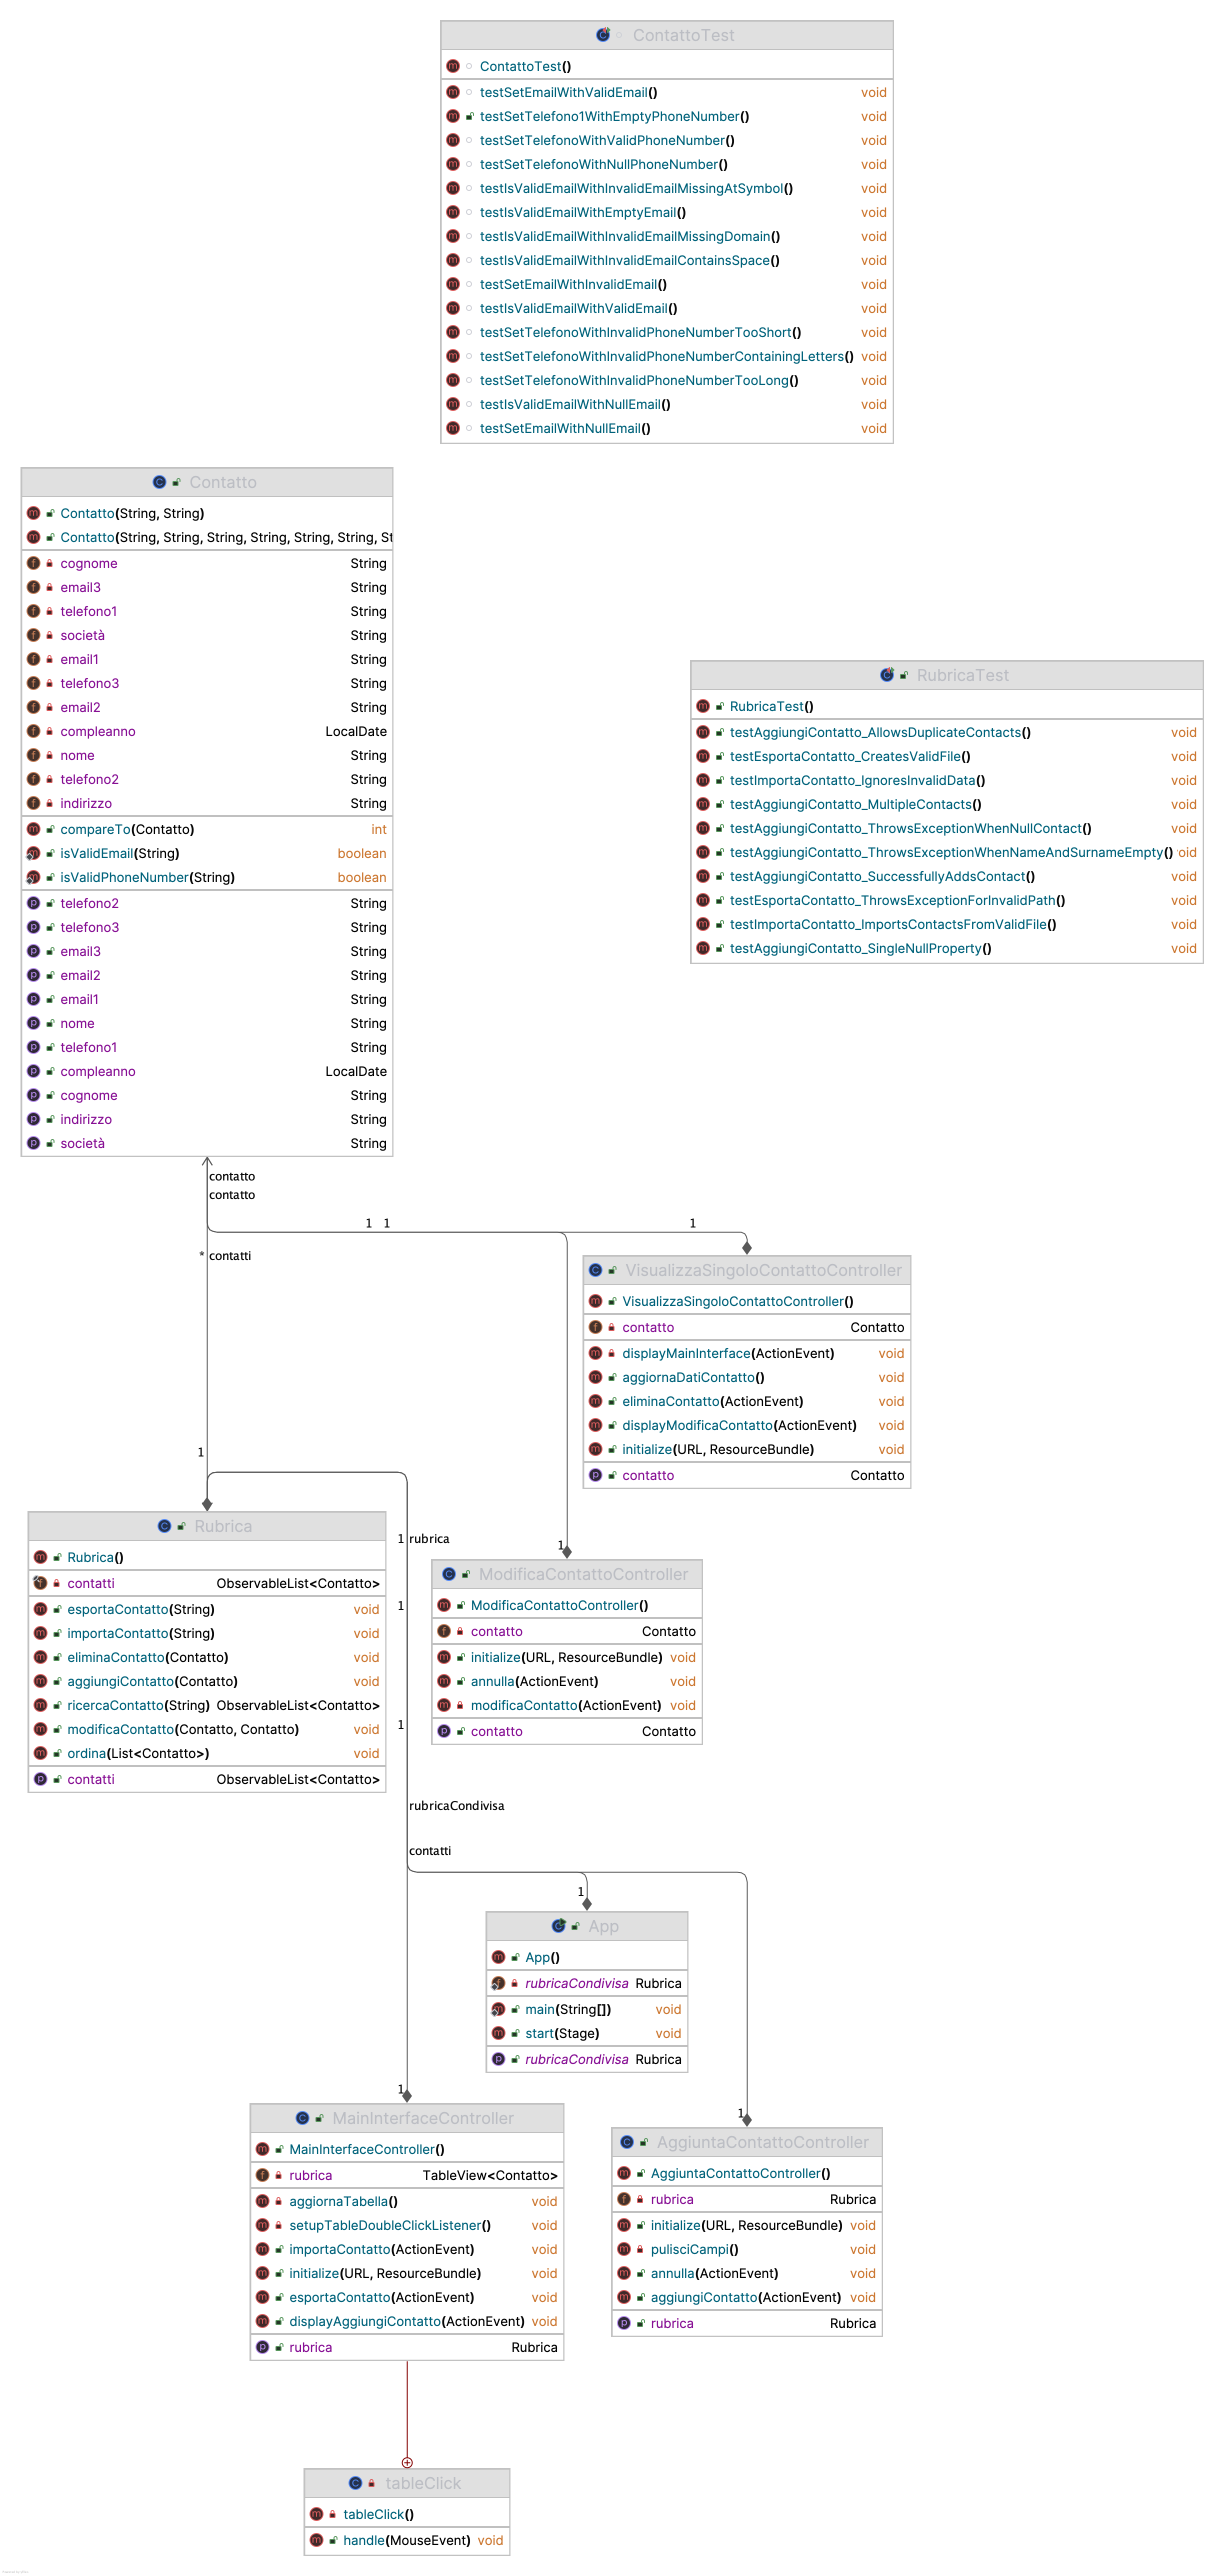 ContattoTest
ContattoTest()
testSetEmailWithValidEmail() void
testSetTelefono1WithEmptyPhoneNumber() void
testSetTelefonoWithValidPhoneNumber() void
testSetTelefonoWithNullPhoneNumber() void
testIsValidEmailWithInvalidEmailMissingAtSymbol() void
testIsValidEmailWithEmptyEmail() void
testIsValidEmailWithInvalidEmailMissingDomain() void
testIsValidEmailWithInvalidEmailContainsSpace() void
testSetEmailWithInvalidEmail() void
testIsValidEmailWithValidEmail() void
testSetTelefonoWithInvalidPhoneNumberTooShort() void
testSetTelefonoWithInvalidPhoneNumberContainingLetters() void
testSetTelefonoWithInvalidPhoneNumberTooLong() void
testIsValidEmailWithNullEmail() void
testSetEmailWithNullEmail() void
Contatto
Contatto(String, String)
Contatto(String, String, String, String, String, String, St
cognome String
email3 String
telefono1 String
società String
email1 String
telefono3 String
email2 String
compleanno LocalDate
nome String
telefono2 String
indirizzo String
compareTo(Contatto) int
isValidEmail(String) boolean
isValidPhoneNumber(String) boolean
telefono2 String
telefono3 String
email3 String
email2 String
email1 String
nome String
telefono1 String
compleanno LocalDate
cognome String
indirizzo String
società String
RubricaTest
RubricaTest()
testAggiungiContatto_AllowsDuplicateContacts() void
testEsportaContatto_CreatesValidFile() void
testImportaContatto_IgnoresInvalidData() void
testAggiungiContatto_MultipleContacts() void
testAggiungiContatto_ThrowsExceptionWhenNullContact() void
testAggiungiContatto_ThrowsExceptionWhenNameAndSurnameEmpty() oid
testAggiungiContatto_SuccessfullyAddsContact() void
testEsportaContatto_ThrowsExceptionForInvalidPath() void
testImportaContatto_ImportsContactsFromValidFile() void
testAggiungiContatto_SingleNullProperty() void
contatto
contatto
1 1 1
* contatti
VisualizzaSingoloContattoController
VisualizzaSingoloContattoController()
contatto Contatto
displayMainInterface(ActionEvent) void
aggiornaDatiContatto() void
eliminaContatto(ActionEvent) void
displayModificaContatto(ActionEvent) void
initialize(URL, ResourceBundle) void
contatto Contatto
1
Rubrica
Rubrica()
contatti ObservableList<Contatto>
esportaContatto(String) void
importaContatto(String) void
eliminaContatto(Contatto) void
aggiungiContatto(Contatto) void
ricercaContatto(String) ObservableList<Contatto>
modificaContatto(Contatto, Contatto) void
ordina(List<Contatto>) void
contatti ObservableList<Contatto>
1 rubrica
1
1
1
ModificaContattoController
ModificaContattoController()
contatto Contatto
initialize(URL, ResourceBundle) void
annulla(ActionEvent) void
modificaContatto(ActionEvent) void
contatto Contatto
rubricaCondivisa
contatti
1
App
App()
rubricaCondivisa Rubrica
main(String[]) void
start(Stage) void
rubricaCondivisa Rubrica
1
MainInterfaceController
MainInterfaceController()
rubrica TableView<Contatto>
aggiornaTabella() void
setupTableDoubleClickListener() void
importaContatto(ActionEvent) void
initialize(URL, ResourceBundle) void
esportaContatto(ActionEvent) void
displayAggiungiContatto(ActionEvent) void
rubrica Rubrica
1
AggiuntaContattoController
AggiuntaContattoController()
rubrica Rubrica
initialize(URL, ResourceBundle) void
pulisciCampi() void
annulla(ActionEvent) void
aggiungiContatto(ActionEvent) void
rubrica Rubrica
tableClick
tableClick()
handle(MouseEvent) void